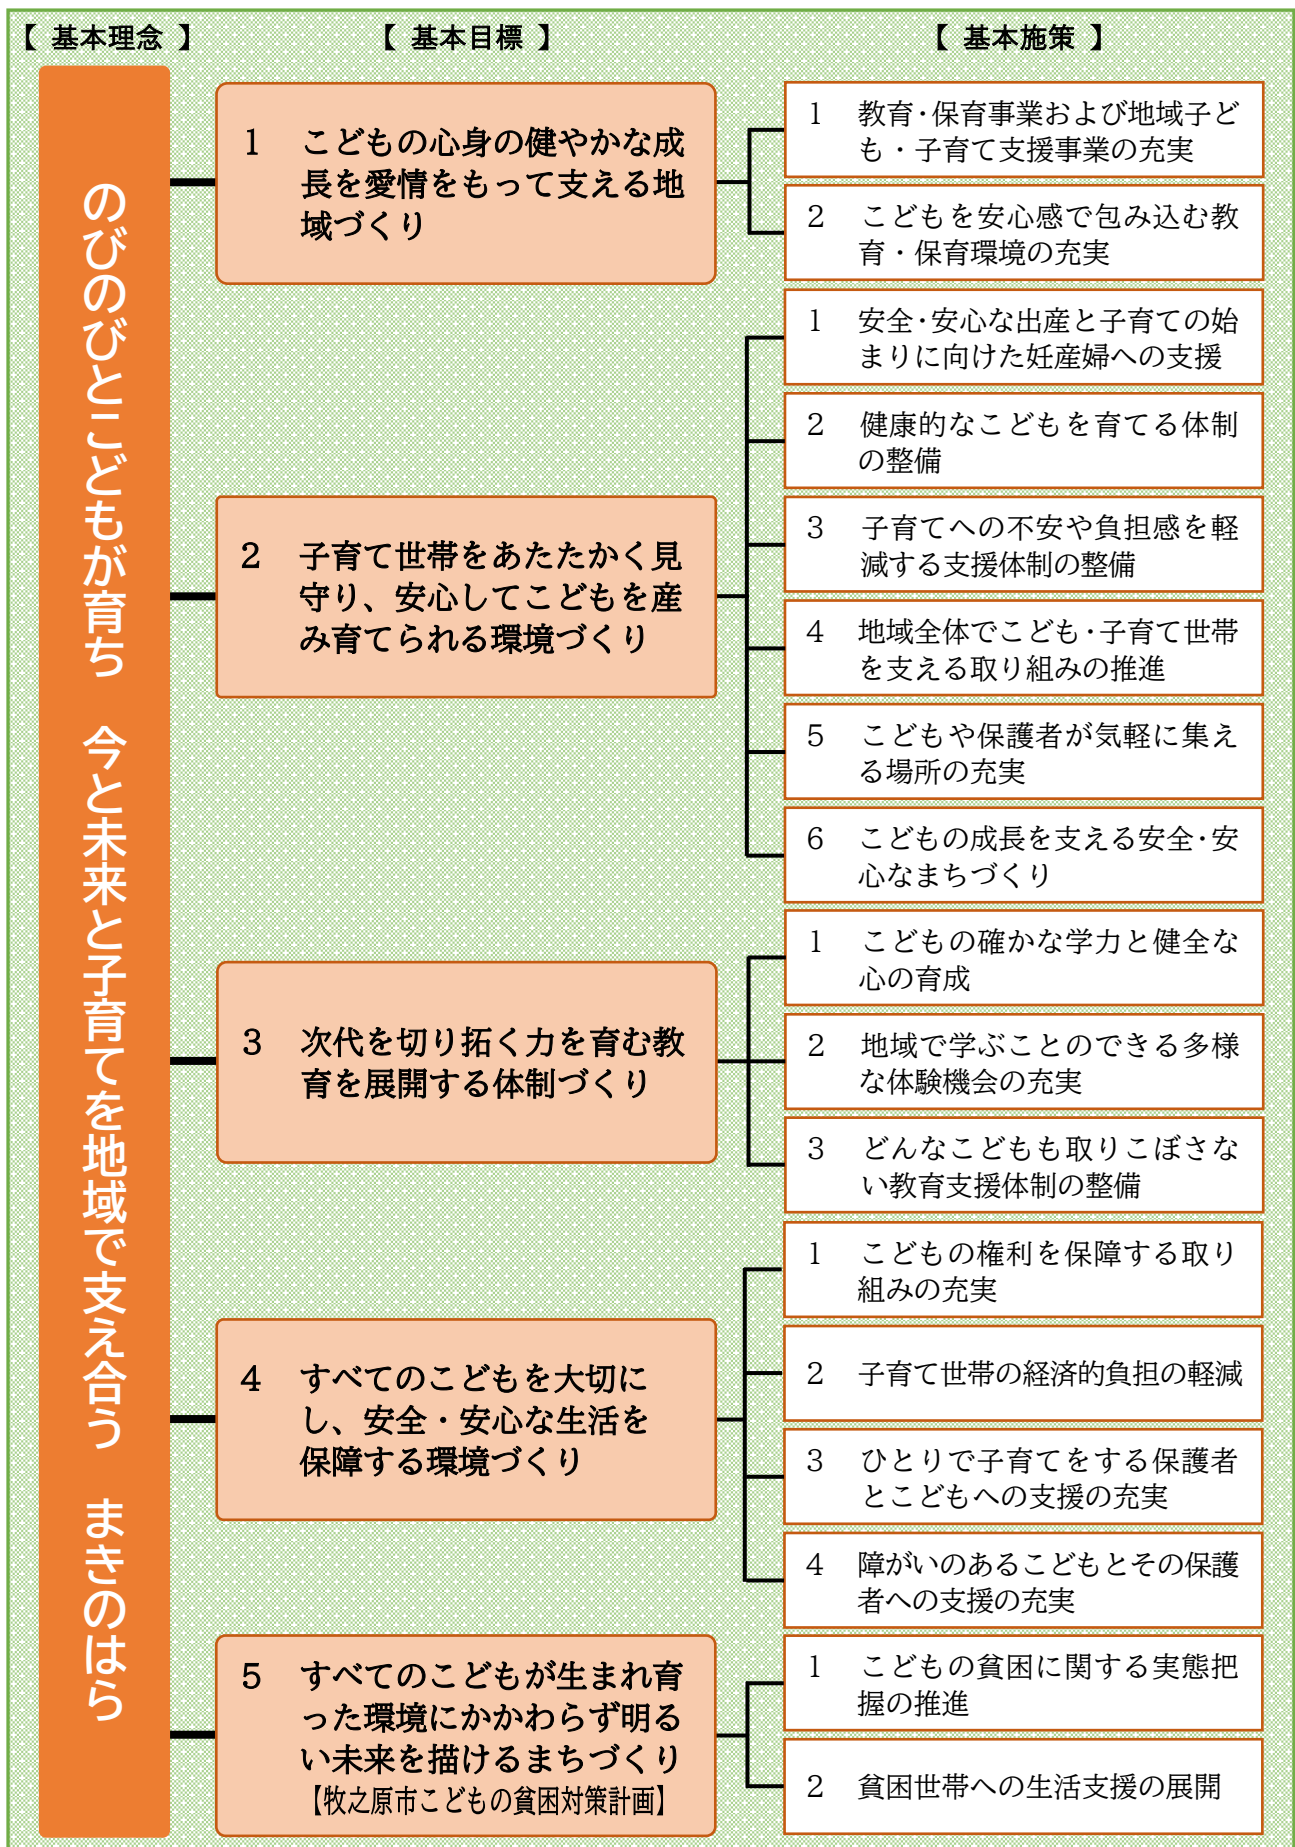 【 基本理念 】
【 基本目標 】
【 基本施策 】
のびのびとこどもが育ち 今と未来と子育てを地域で支え合う まきのはら
1 こどもの心身の健やかな成
長を愛情をもって支える地
域づくり
1 教育・保育事業および地域子ど
も・子育て支援事業の充実
2 こどもを安心感で包み込む教
育・保育環境の充実
2 子育て世帯をあたたかく見
守り、安心してこどもを産
み育てられる環境づくり
1 安全・安心な出産と子育ての始
まりに向けた妊産婦への支援
2 健康的なこどもを育てる体制
の整備
3 子育てへの不安や負担感を軽
減する支援体制の整備
4 地域全体でこども・子育て世帯
を支える取り組みの推進
5 こどもや保護者が気軽に集え
る場所の充実
6 こどもの成長を支える安全・安
心なまちづくり
3 次代を切り拓く力を育む教
育を展開する体制づくり
1 こどもの確かな学力と健全な
心の育成
2 地域で学ぶことのできる多様
な体験機会の充実
3 どんなこどもも取りこぼさな
い教育支援体制の整備
4 すべてのこどもを大切に
し、安全・安心な生活を
保障する環境づくり
1 こどもの権利を保障する取り
組みの充実
2 子育て世帯の経済的負担の軽減
3 ひとりで子育てをする保護者
とこどもへの支援の充実
4 障がいのあるこどもとその保護
者への支援の充実
5 すべてのこどもが生まれ育
った環境にかかわらず明る
い未来を描けるまちづくり
【牧之原市こどもの貧困対策計画】
1 こどもの貧困に関する実態把
握の推進
2 貧困世帯への生活支援の展開